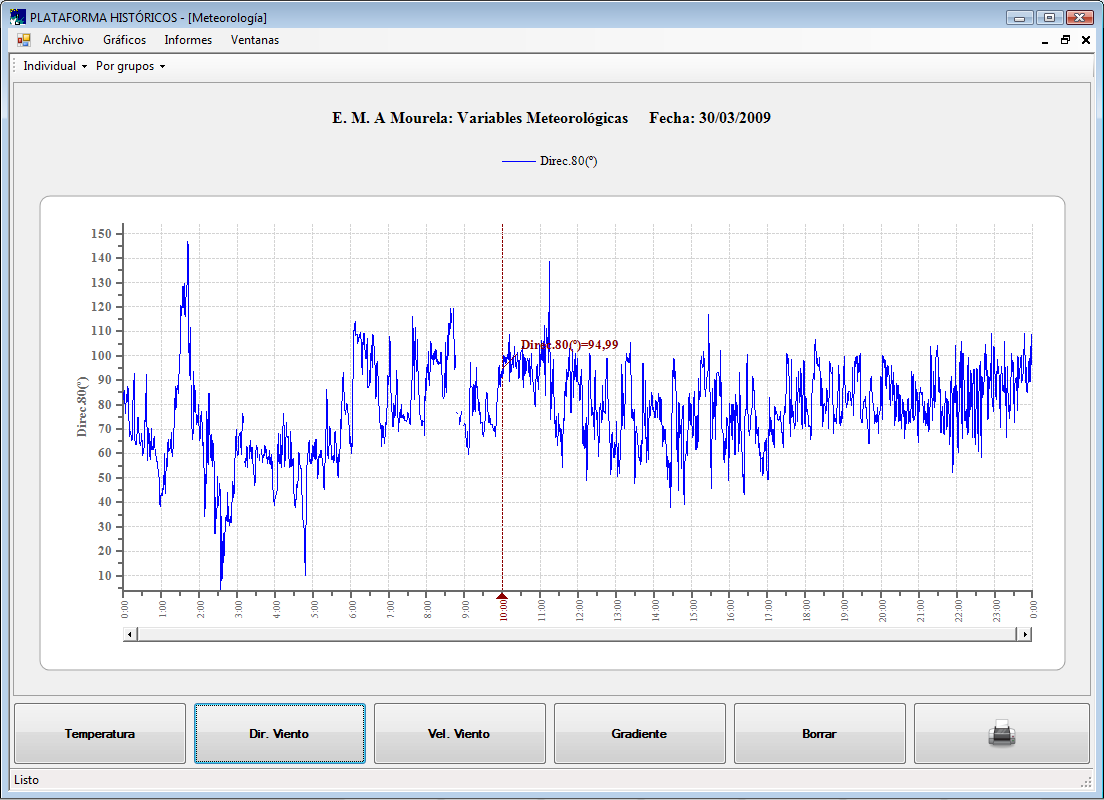 PLATAFORMA HISTÓRICOS - [Meteorología]
Archivo Gráficos Informes Ventanas
Individual Por grupos
E. M. A Mourela: Variables Meteorológicas Fecha: 30/03/2009
Direc.80(º)
150
140
130
120
110
100
90
80
70
60
50
40
30
20
10
Direc.80(º)
Direc.80(º)=94,99
0:00 1:00 2:00 3:00 4:00 5:00 6:00 7:00 8:00 9:00 10:00 11:00 12:00 13:00 14:00 15:00 16:00 17:00 18:00 19:00 20:00 21:00 22:00 23:00 0:00
Temperatura Dir. Viento Vel. Viento Gradiente Borrar
Listo